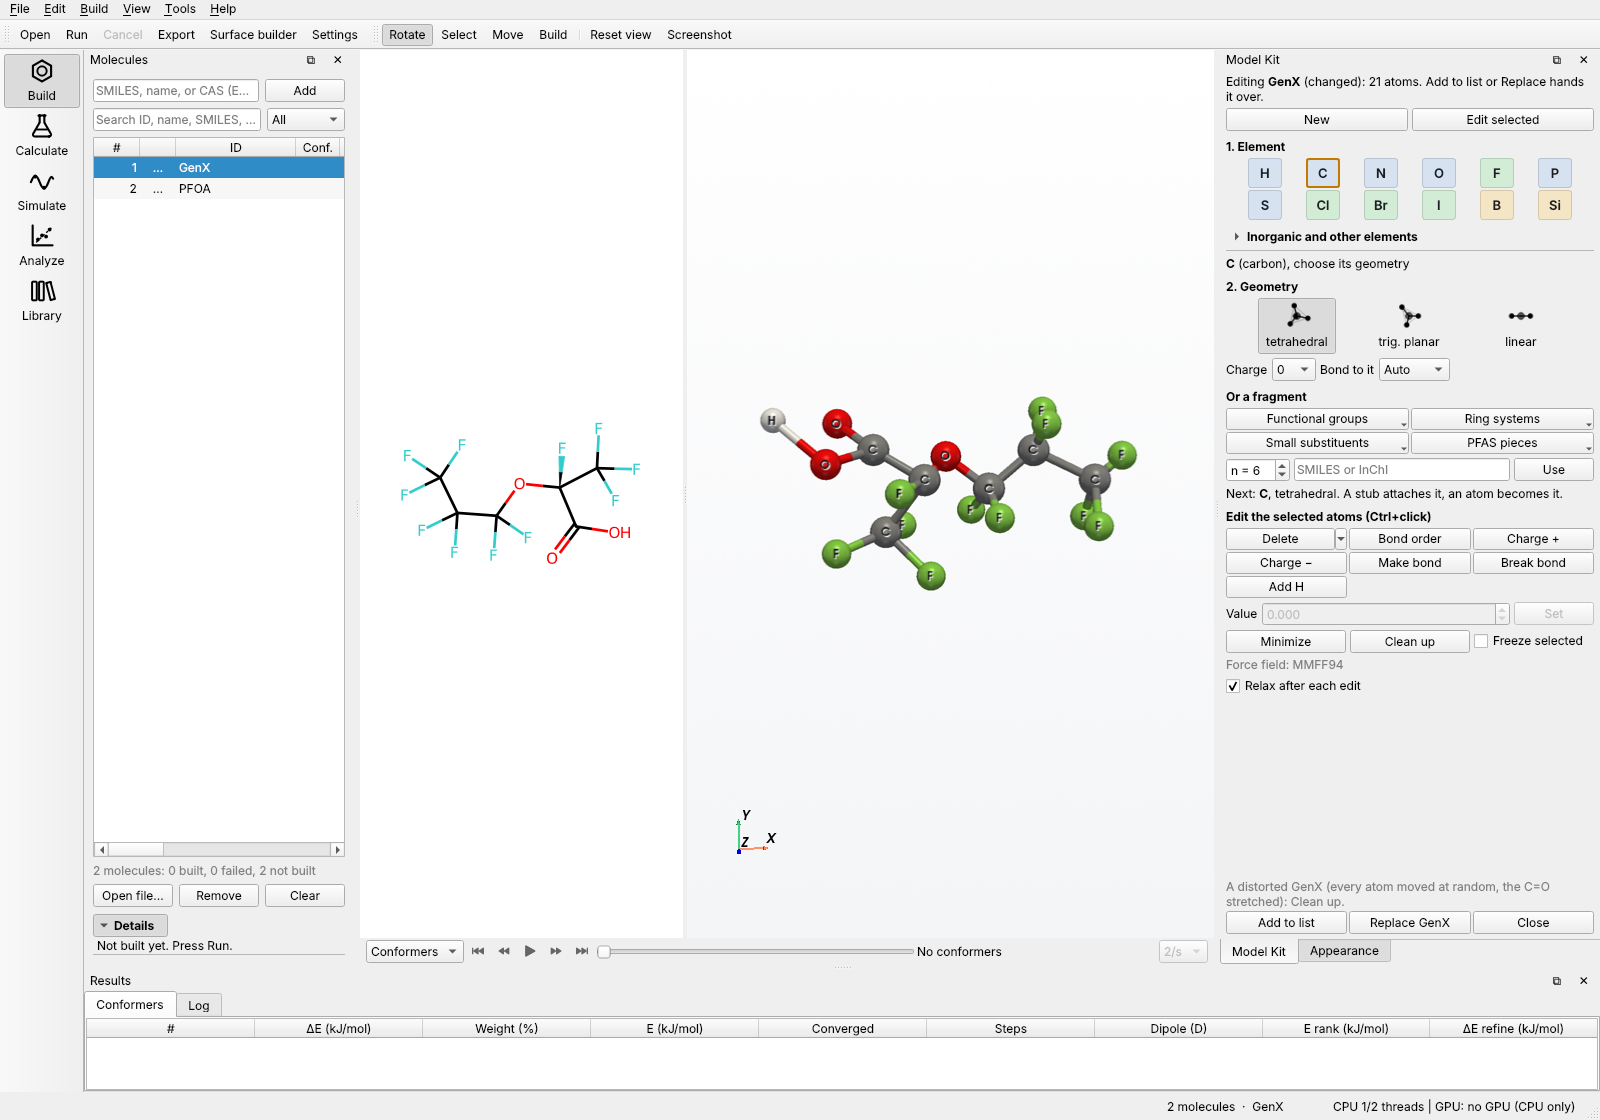 File Edit Build View Tools Help
Open Run Cancel Export Surface builder Settings Rotate Select Move Build Reset view Screenshot
Build
Calculate
Simulate
Analyze
Library
Molecules
SMILES, name, or CAS (E... Add
Search ID, name, SMILES, ... All
# ID Conf.
1 ... GenX
2 ... PFOA
2 molecules: 0 built, 0 failed, 2 not built
Open file... Remove Clear
Details
Not built yet. Press Run.
F F F F F F F O F F F F O OH
H O O C C O F F C F F F C F F C F F C F F
Y
Z X
Conformers No conformers 2/s
Model Kit
Editing GenX (changed): 21 atoms. Add to list or Replace hands
it over.
New Edit selected
1. Element
H C N O F P
S Cl Br I B Si
Inorganic and other elements
C (carbon), choose its geometry
2. Geometry
tetrahedral trig. planar linear
Charge 0 Bond to it Auto
Or a fragment
Functional groups Ring systems
Small substituents PFAS pieces
n = 6 SMILES or InChI Use
Next: C, tetrahedral. A stub attaches it, an atom becomes it.
Edit the selected atoms (Ctrl+click)
Delete Bond order Charge +
Charge − Make bond Break bond
Add H
Value 0.000 Set
Minimize Clean up Freeze selected
Force field: MMFF94
Relax after each edit
A distorted GenX (every atom moved at random, the C=O
stretched): Clean up.
Add to list Replace GenX Close
Model Kit Appearance
Results
Conformers Log
# ΔE (kJ/mol) Weight (%) E (kJ/mol) Converged Steps Dipole (D) E rank (kJ/mol) ΔE refine (kJ/mol)
2 molecules · GenX CPU 1/2 threads | GPU: no GPU (CPU only)